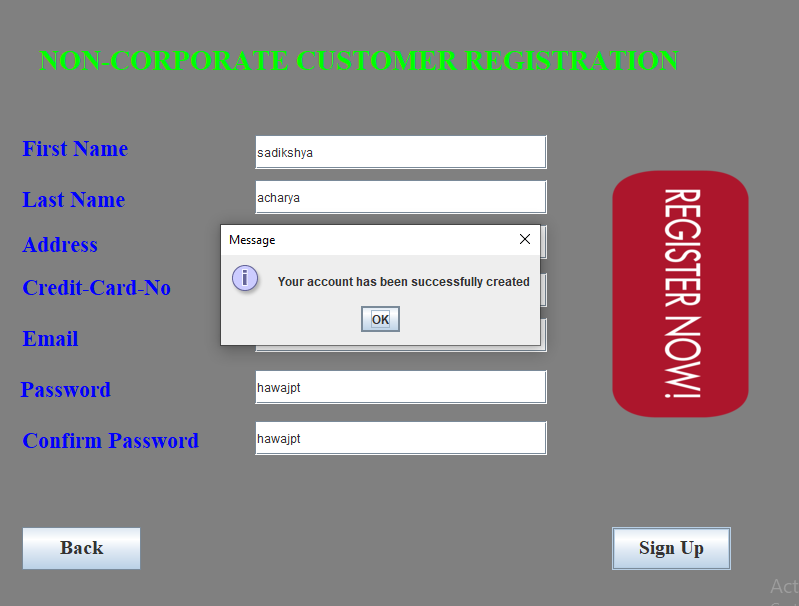 NON-CORPORATE CUSTOMER REGISTRATION
First Name
sadikshya
Last Name
acharya
Address
Message
Credit-Card-No
i
Your account has been successfully created
OK
Email
Password
hawajpt
Confirm Password
hawajpt
REGISTER NOW!
Back
Sign Up
Act